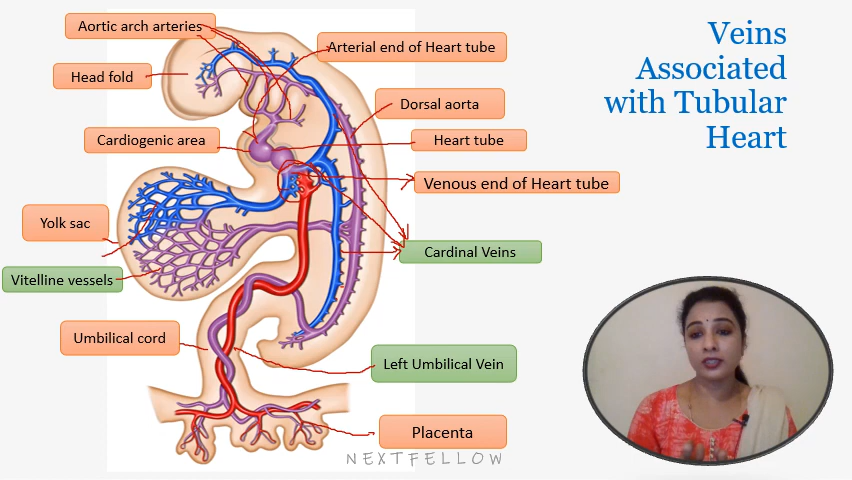 Veins
Associated
with Tubular
Heart
Aortic arch arteries
Arterial end of Heart tube
Head fold
Dorsal aorta
Cardiogenic area
Heart tube
Venous end of Heart tube
Yolk sac
Cardinal Veins
Vitelline vessels
Umbilical cord
Left Umbilical Vein
Placenta
NEXTFELLOW